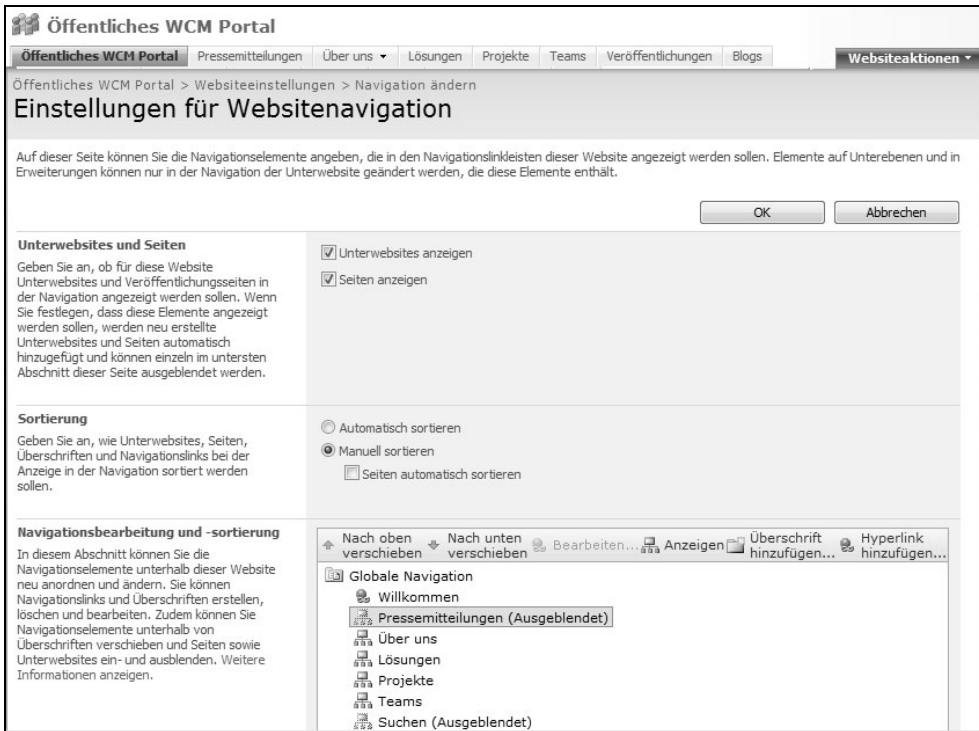 Öffentliches WCM Portal
Öffentliches WCM Portal Pressemitteilungen Über uns Lösungen Projekte Teams Veröffentlichungen Blogs Websiteaktionen
Öffentliches WCM Portal > Websiteeinstellungen > Navigation ändern
Einstellungen für Websitenavigation
Auf dieser Seite können Sie die Navigationselemente angeben, die in den Navigationslinkleisten dieser Website angezeigt werden sollen. Elemente auf Unterebenen und in
Erweiterungen können nur in der Navigation der Unterwebsite geändert werden, die diese Elemente enthält.
OK Abbrechen
Unterwebsites und Seiten
Geben Sie an, ob für diese Website
Unterwebsites und Veröffentlichungsseiten in
der Navigation angezeigt werden sollen. Wenn
Sie festlegen, dass diese Elemente angezeigt
werden sollen, werden neu erstellte
Unterwebsites und Seiten automatisch
hinzugefügt und können einzeln im untersten
Abschnitt dieser Seite ausgeblendet werden.
Unterwebsites anzeigen
Seiten anzeigen
Sortierung
Geben Sie an, wie Unterwebsites, Seiten,
Überschriften und Navigationslinks bei der
Anzeige in der Navigation sortiert werden
sollen.
Automatisch sortieren
Manuell sortieren
Seiten automatisch sortieren
Navigationsbearbeitung und -sortierung
In diesem Abschnitt können Sie die
Navigationselemente unterhalb dieser Website
neu anordnen und ändern. Sie können
Navigationslinks und Überschriften erstellen,
löschen und bearbeiten. Zudem können Sie
Navigationselemente unterhalb von
Überschriften verschieben und Seiten sowie
Unterwebsites ein- und ausblenden. Weitere
Informationen anzeigen.
Nach oben verschieben Nach unten verschieben Bearbeiten... Anzeigen Überschrift hinzufügen... Hyperlink hinzufügen...
Globale Navigation
Willkommen
Pressemitteilungen (Ausgeblendet)
Über uns
Lösungen
Projekte
Teams
Suchen (Ausgeblendet)